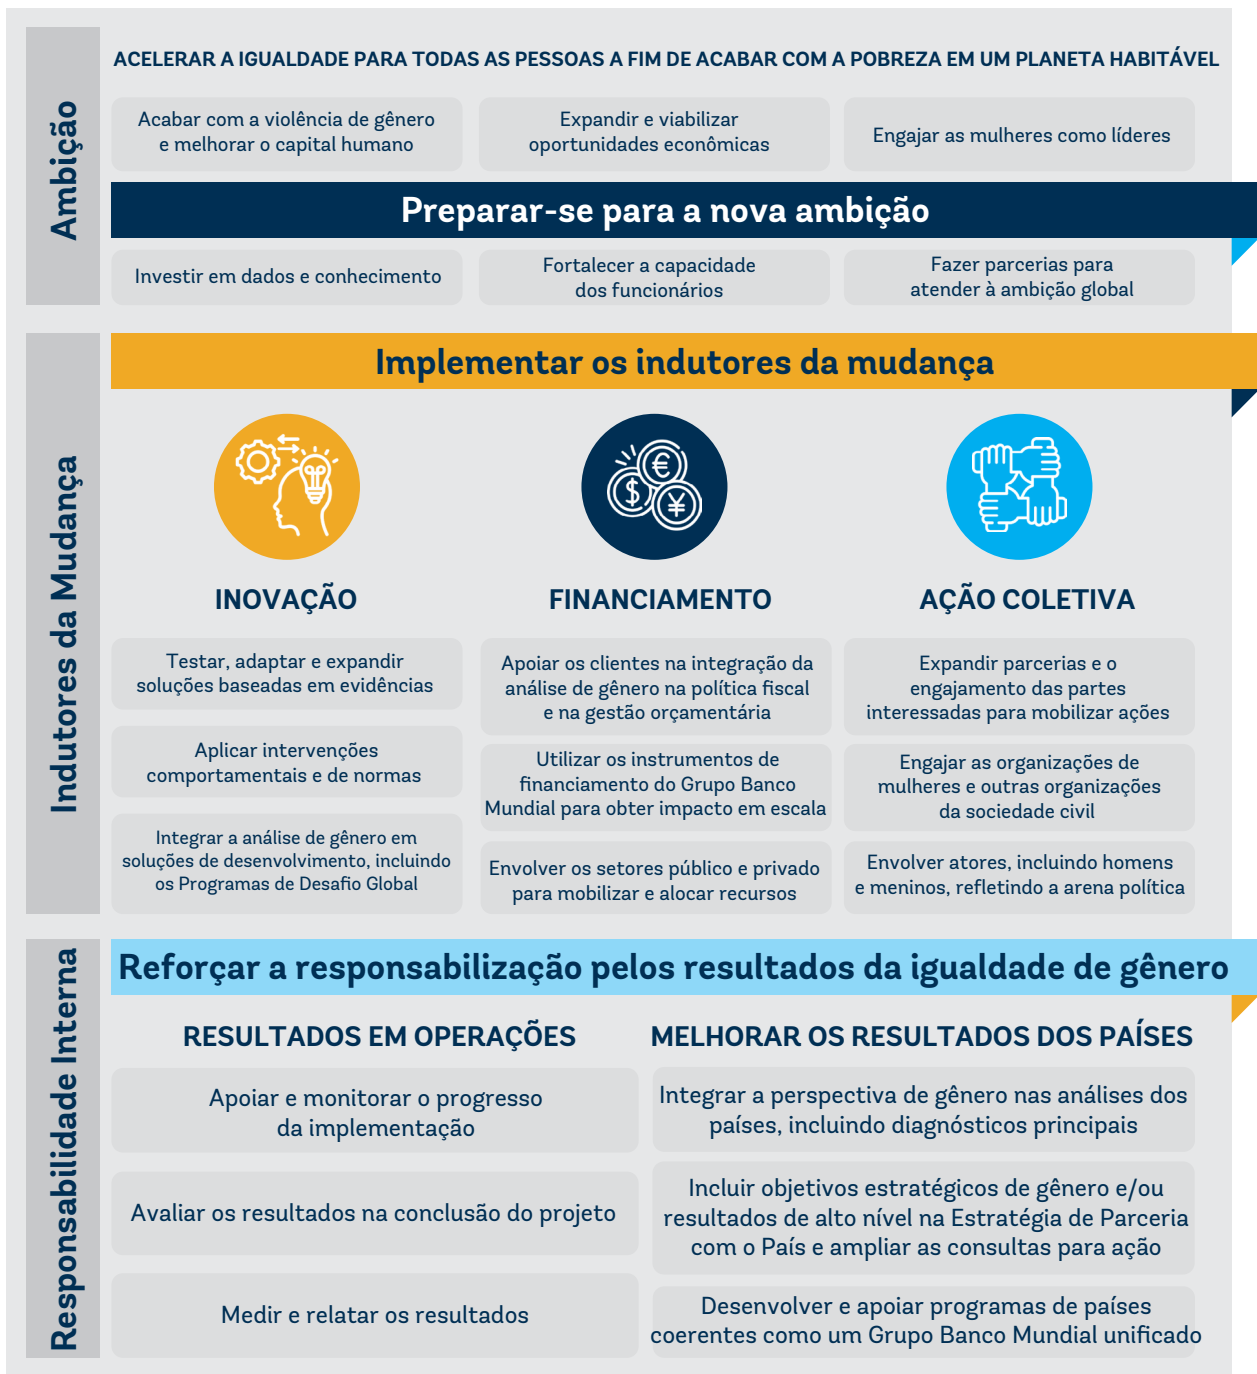 Ambição
ACELERAR A IGUALDADE PARA TODAS AS PESSOAS A FIM DE ACABAR COM A POBREZA EM UM PLANETA HABITÁVEL
Acabar com a violência de gênero
e melhorar o capital humano
Expandir e viabilizar
oportunidades econômicas
Engajar as mulheres como líderes
Preparar-se para a nova ambição
Investir em dados e conhecimento
Fortalecer a capacidade
dos funcionários
Fazer parcerias para
atender à ambição global
Indutores da Mudança
Implementar os indutores da mudança
INOVAÇÃO
Testar, adaptar e expandir
soluções baseadas em evidências
Aplicar intervenções
comportamentais e de normas
Integrar a análise de gênero em
soluções de desenvolvimento, incluindo
os Programas de Desafio Global
€
$
¥
FINANCIAMENTO
Apoiar os clientes na integração da
análise de gênero na política fiscal
e na gestão orçamentária
Utilizar os instrumentos de
financiamento do Grupo Banco
Mundial para obter impacto em escala
Envolver os setores público e privado
para mobilizar e alocar recursos
AÇÃO COLETIVA
Expandir parcerias e o
engajamento das partes
interessadas para mobilizar ações
Engajar as organizações de
mulheres e outras organizações
da sociedade civil
Envolver atores, incluindo homens
e meninos, refletindo a arena política
Responsabilidade Interna
Reforçar a responsabilização pelos resultados da igualdade de gênero
RESULTADOS EM OPERAÇÕES
Apoiar e monitorar o progresso
da implementação
Avaliar os resultados na conclusão do projeto
Medir e relatar os resultados
MELHORAR OS RESULTADOS DOS PAÍSES
Integrar a perspectiva de gênero nas análises dos
países, incluindo diagnósticos principais
Incluir objetivos estratégicos de gênero e/ou
resultados de alto nível na Estratégia de Parceria
com o País e ampliar as consultas para ação
Desenvolver e apoiar programas de países
coerentes como um Grupo Banco Mundial unificado